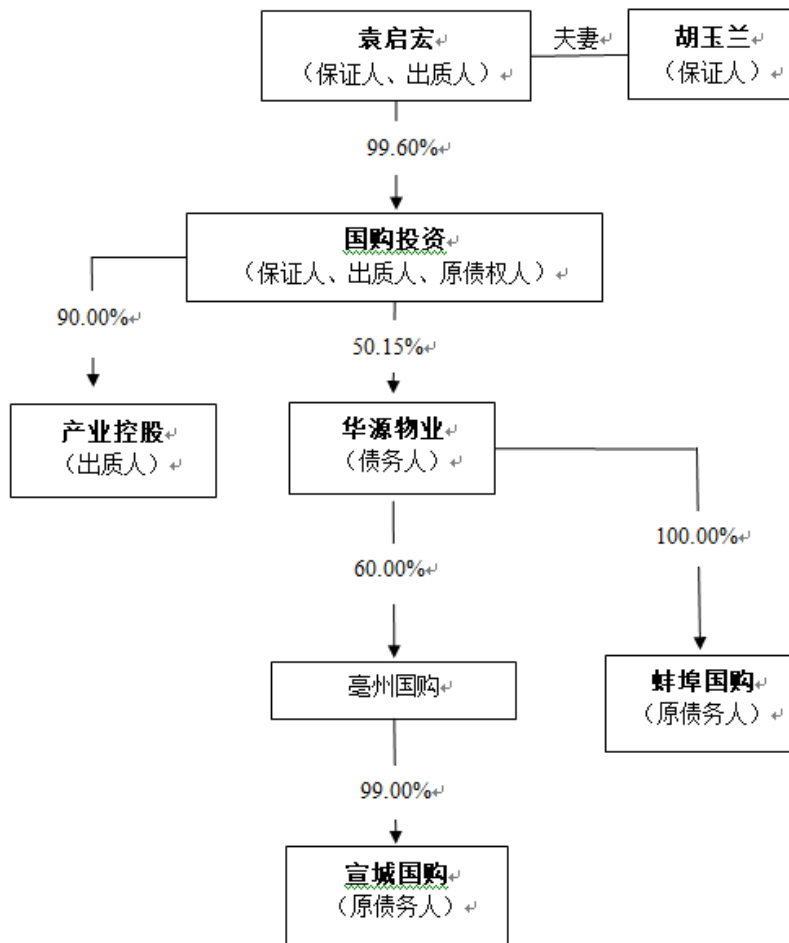 袁启宏
（保证人、出质人）
夫妻
胡玉兰
（保证人）
99.60%
国购投资
（保证人、出质人、原债权人）
90.00%
50.15%
产业控股
（出质人）
华源物业
（债务人）
60.00%
100.00%
亳州国购
蚌埠国购
（原债务人）
99.00%
宣城国购
（原债务人）